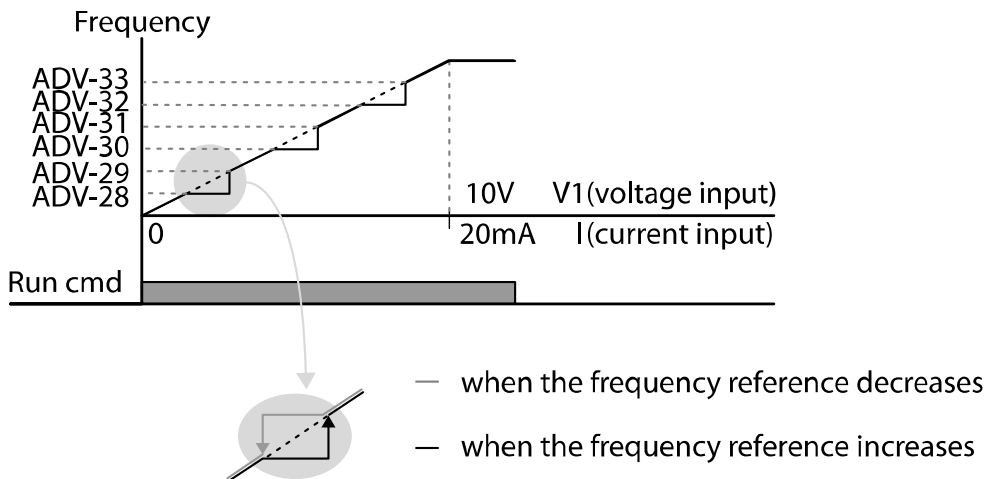 Frequency
ADV-33
ADV-32
ADV-31
ADV-30
ADV-29
ADV-28
10V V1(voltage input)
0 20mA I(current input)
Run cmd
when the frequency reference decreases
when the frequency reference increases